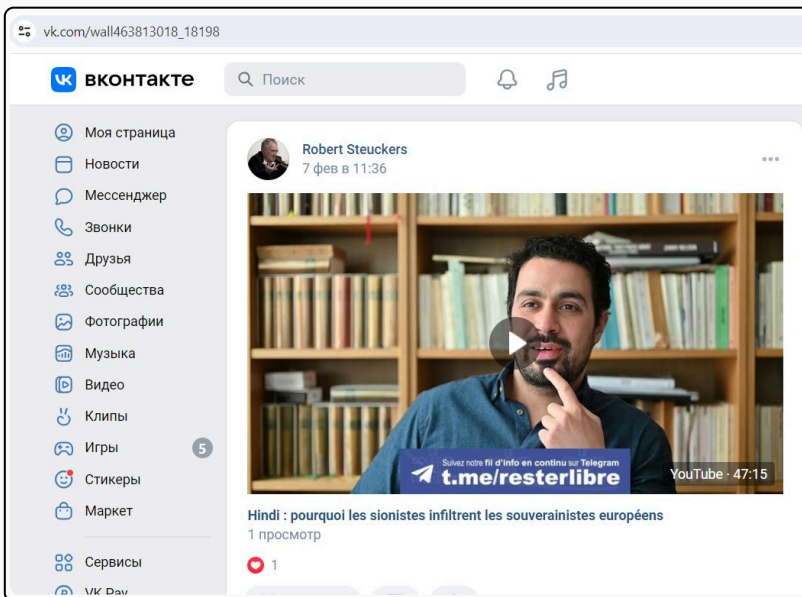 vk.com/wall463813018_18198
вконтакте
Поиск
Моя страница
Новости
Мессенджер
Звонки
Друзья
Сообщества
Фотографии
Музыка
Видео
Клипы
Игры
5
Стикеры
Маркет
Сервисы
VK Pay
Robert Steuckers
7 фев в 11:36
Suivez notre fil d'info en continu sur Telegram
t.me/resterlibre
YouTube · 47:15
Hindi : pourquoi les sionistes infiltrent les souverainistes européens
1 просмотр
1